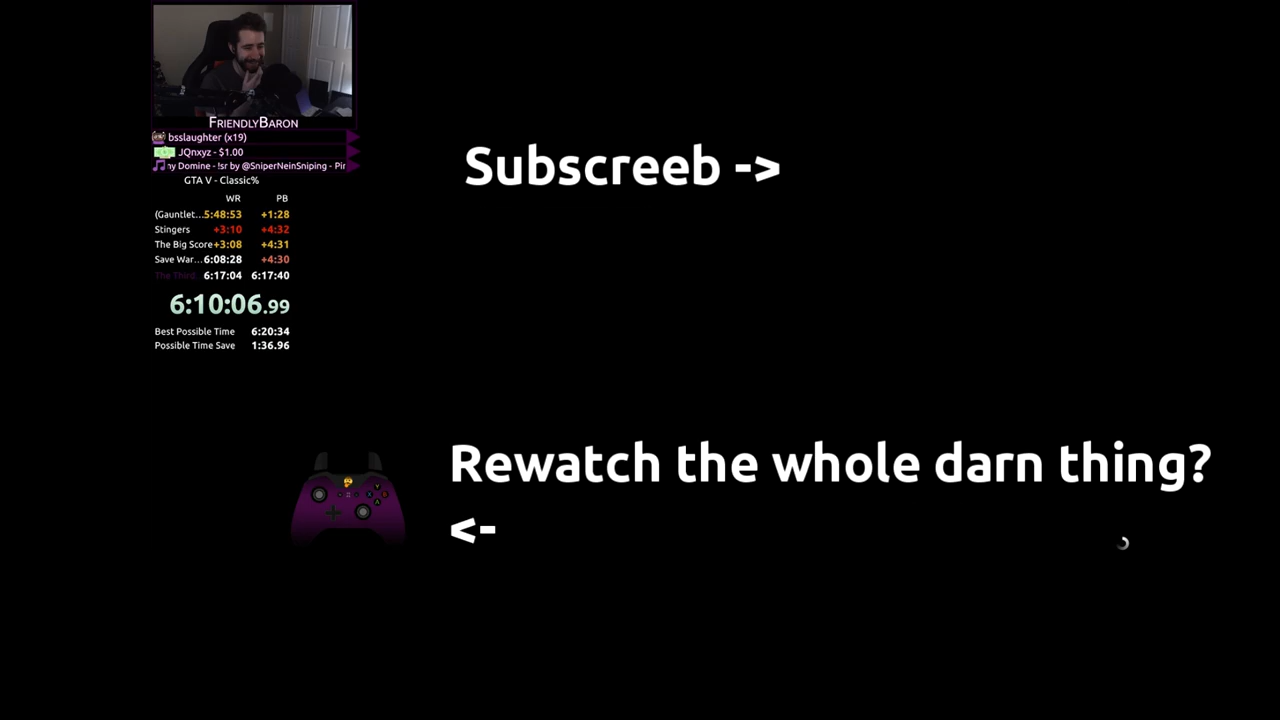 FRIENDLYBARON
bsslaughter (x19)
JQnxyz - $1.00
ny Domine - !sr by @SniperNeinSniping - Pir
GTA V - Classic%
WR PB
(Gauntlet... 5:48:53 +1:28
Stingers +3:10 +4:32
The Big Score +3:08 +4:31
Save War... 6:08:28 +4:30
The Third 6:17:04 6:17:40
6:10:06.99
Best Possible Time 6:20:34
Possible Time Save 1:36.96
Subscreeb ->
Rewatch the whole darn thing?
<-
Y
X B
A